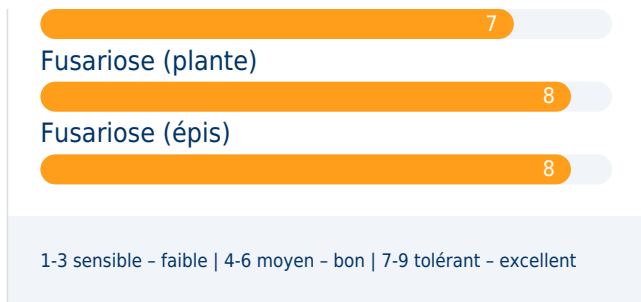 7
Fusariose (plante)
8
Fusariose (épis)
8
1-3 sensible – faible | 4-6 moyen – bon | 7-9 tolérant – excellent